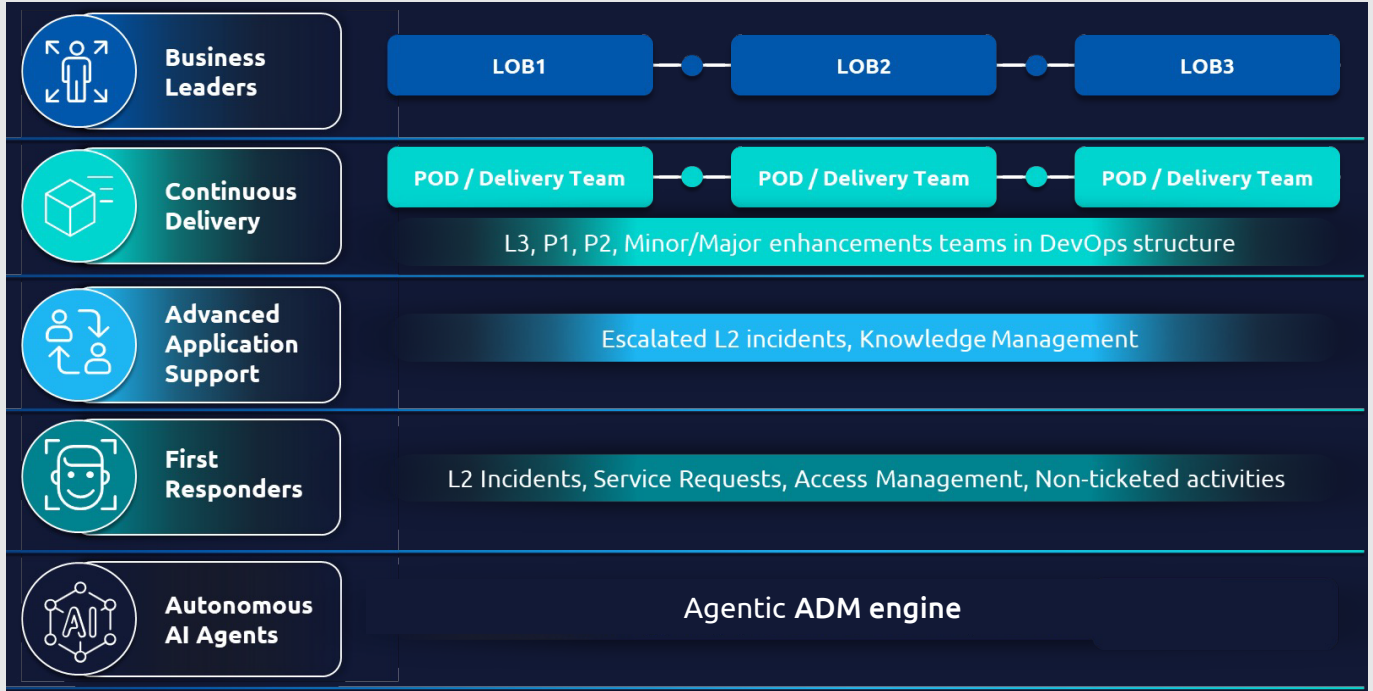 Business
Leaders
LOB1
LOB2
LOB3
Continuous
Delivery
POD / Delivery Team
POD / Delivery Team
POD / Delivery Team
L3, P1, P2, Minor/Major enhancements teams in DevOps structure
Advanced
Application
Support
Escalated L2 incidents, Knowledge Management
First
Responders
L2 Incidents, Service Requests, Access Management, Non-ticketed activities
AI
Autonomous
AI Agents
Agentic ADM engine